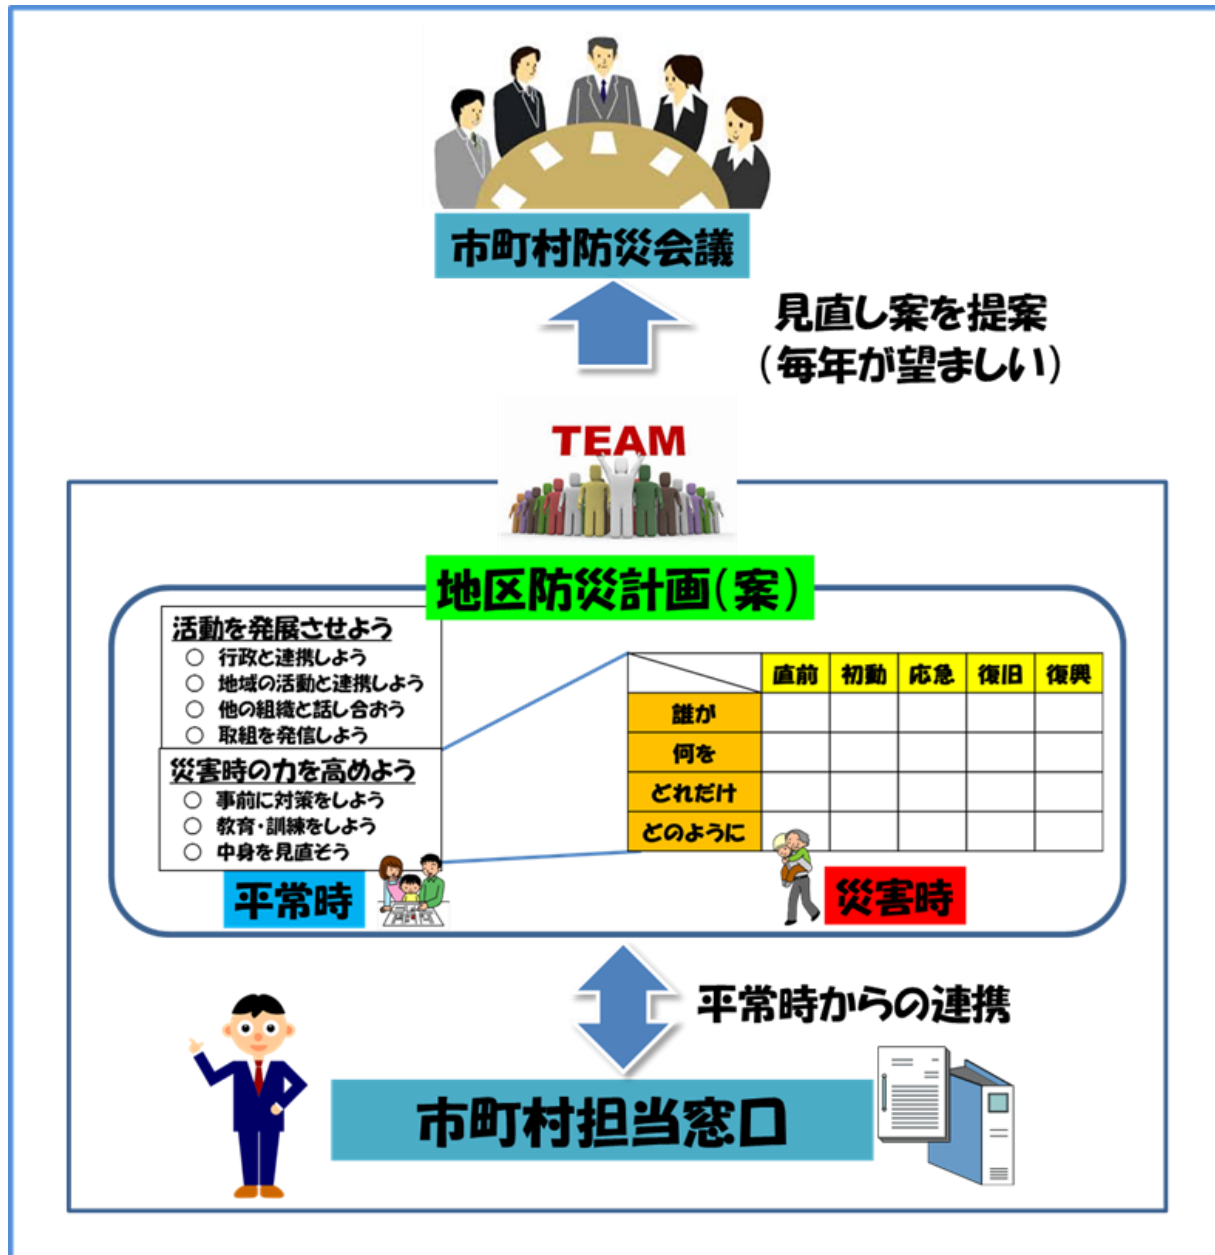 市町村防災会議
見直し案を提案
（毎年が望ましい）
TEAM
地区防災計画（案）
活動を発展させよう
○ 行政と連携しよう
○ 地域の活動と連携しよう
○ 他の組織と話し合おう
○ 取組を発信しよう
災害時の力を高めよう
○ 事前に対策をしよう
○ 教育・訓練をしよう
○ 中身を見直そう
平常時
直前 初動 応急 復旧 復興
誰が
何を
どれだけ
どのように
災害時
平常時からの連携
市町村担当窓口